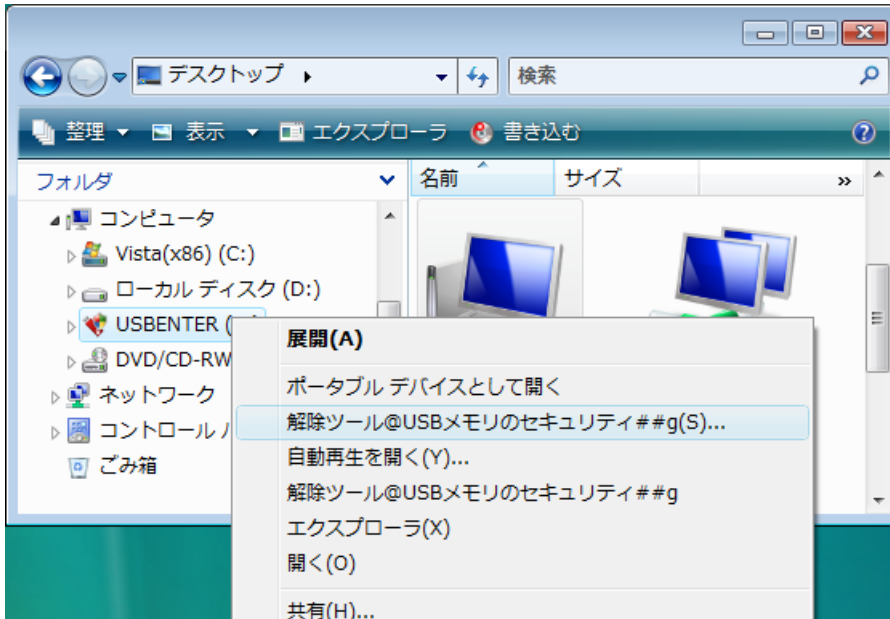 デスクトップ
検索
整理 表示 エクスプローラ 書き込む
フォルダ
名前 サイズ
コンピュータ
Vista(x86) (C:)
ローカル ディスク (D:)
USBENTER (
DVD/CD-RW
ネットワーク
コントロール
ごみ箱
展開(A)
ポータブル デバイスとして開く
解除ツール@USBメモリのセキュリティ##g(S)...
自動再生を開く(Y)...
解除ツール@USBメモリのセキュリティ##g
エクスプローラ(X)
開く(O)
共有(H)...